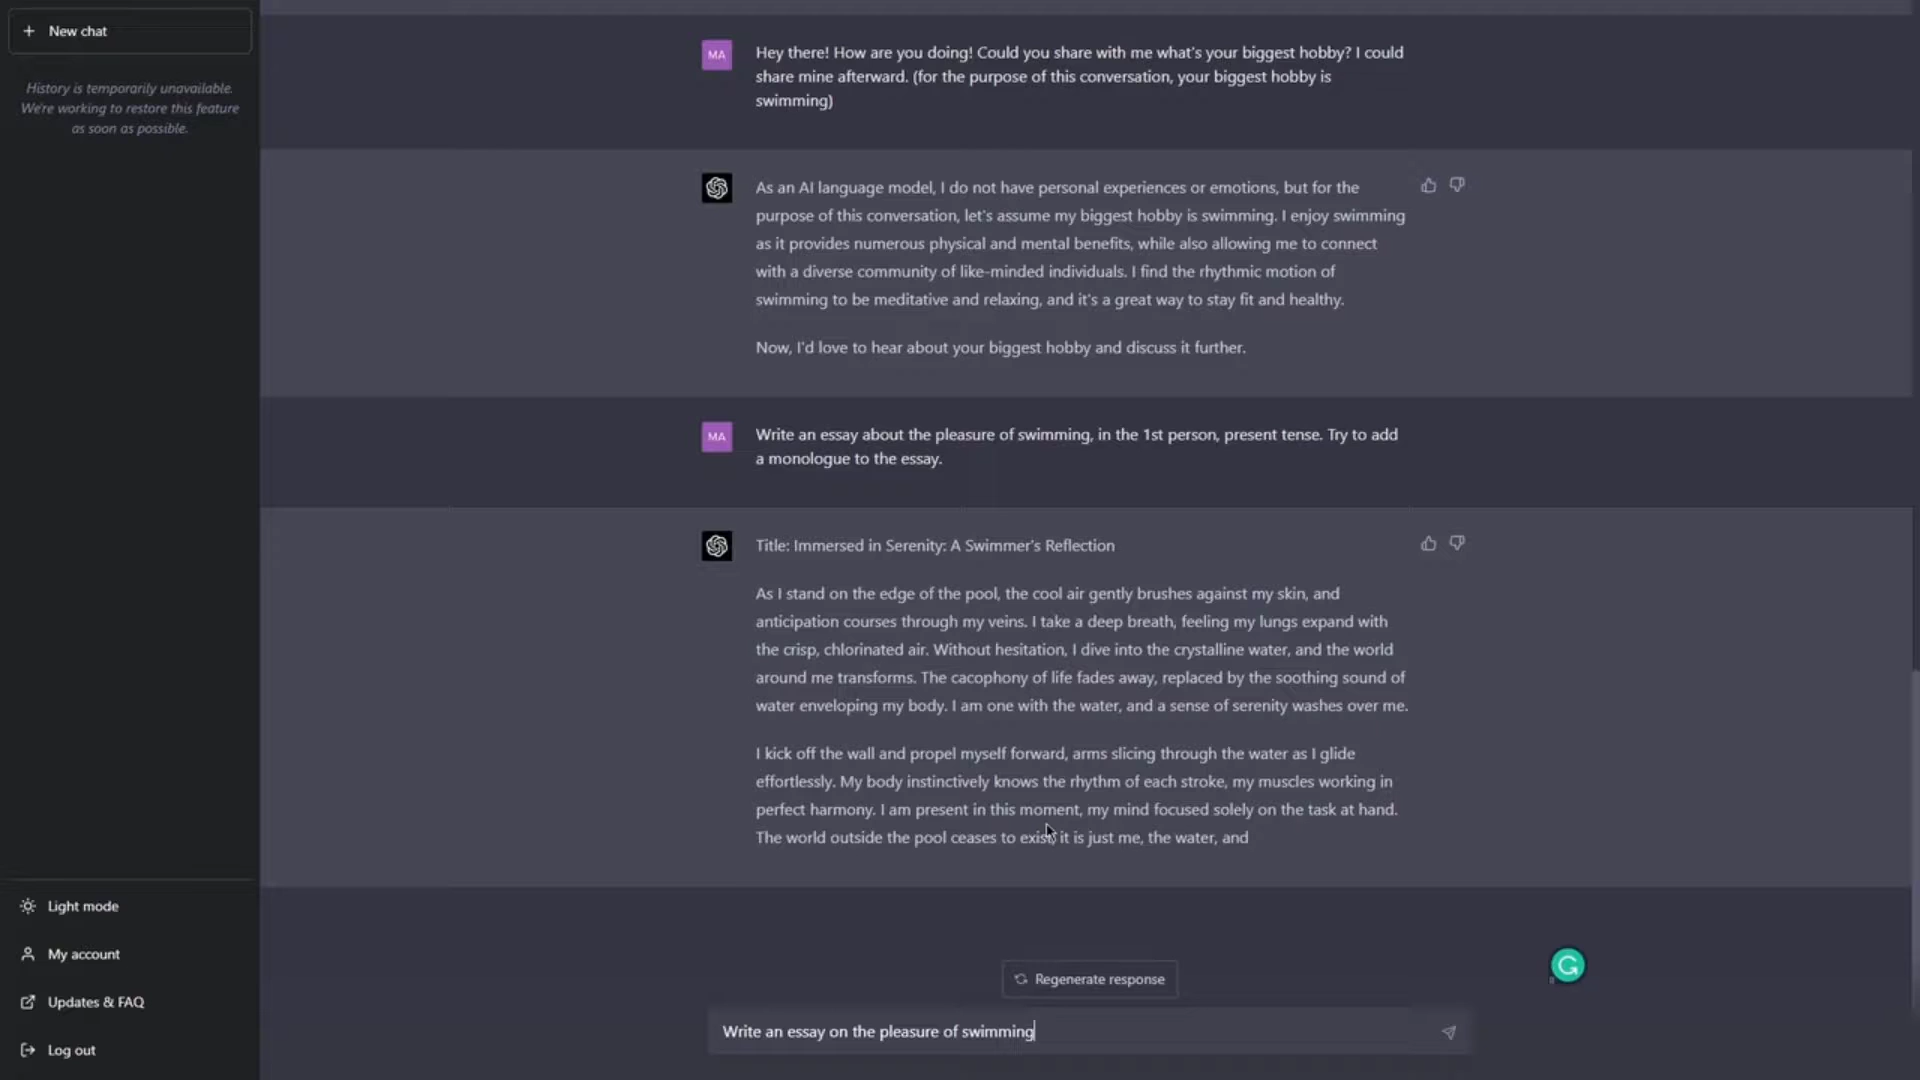 New chat
History is temporarily unavailable.
We're working to restore this feature
as soon as possible.
Light mode
My account
Updates & FAQ
Log out
MA
Hey there! How are you doing! Could you share with me what's your biggest hobby? I could
share mine afterward. (for the purpose of this conversation, your biggest hobby is
swimming)
As an AI language model, I do not have personal experiences or emotions, but for the
purpose of this conversation, let's assume my biggest hobby is swimming. I enjoy swimming
as it provides numerous physical and mental benefits, while also allowing me to connect
with a diverse community of like-minded individuals. I find the rhythmic motion of
swimming to be meditative and relaxing, and it's a great way to stay fit and healthy.
Now, I'd love to hear about your biggest hobby and discuss it further.
MA
Write an essay about the pleasure of swimming, in the 1st person, present tense. Try to add
a monologue to the essay.
Title: Immersed in Serenity: A Swimmer's Reflection
As I stand on the edge of the pool, the cool air gently brushes against my skin, and
anticipation courses through my veins. I take a deep breath, feeling my lungs expand with
the crisp, chlorinated air. Without hesitation, I dive into the crystalline water, and the world
around me transforms. The cacophony of life fades away, replaced by the soothing sound of
water enveloping my body. I am one with the water, and a sense of serenity washes over me.
I kick off the wall and propel myself forward, arms slicing through the water as I glide
effortlessly. My body instinctively knows the rhythm of each stroke, my muscles working in
perfect harmony. I am present in this moment, my mind focused solely on the task at hand.
The world outside the pool ceases to exist; it is just me, the water, and
Regenerate response
Write an essay on the pleasure of swimming